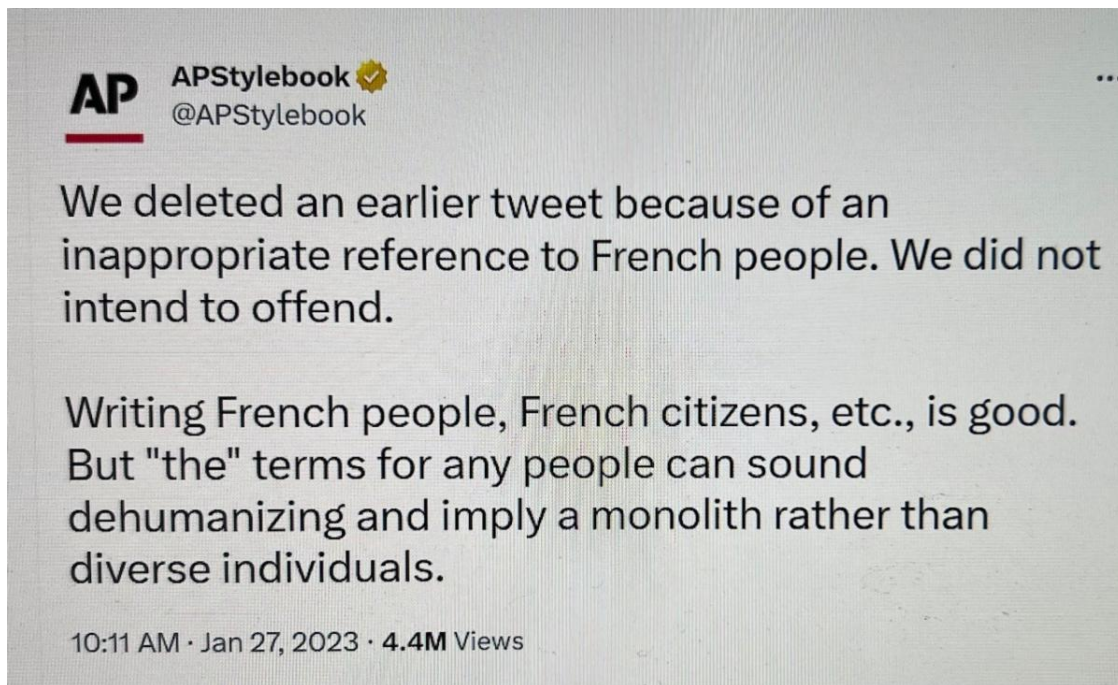 AP
APStylebook
@APStylebook
We deleted an earlier tweet because of an
inappropriate reference to French people. We did not
intend to offend.
Writing French people, French citizens, etc., is good.
But "the" terms for any people can sound
dehumanizing and imply a monolith rather than
diverse individuals.
10:11 AM · Jan 27, 2023 · 4.4M Views